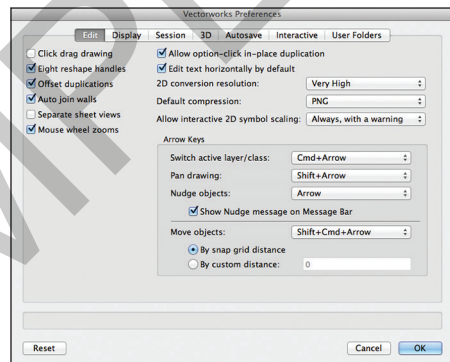 Vectorworks Preferences
Edit Display Session 3D Autosave Interactive User Folders
Click drag drawing
Eight reshape handles
Offset duplications
Auto join walls
Separate sheet views
Mouse wheel zooms
Allow option-click in-place duplication
Edit text horizontally by default
2D conversion resolution: Very High
Default compression: PNG
Allow interactive 2D symbol scaling: Always, with a warning
Arrow Keys
Switch active layer/class: Cmd+Arrow
Pan drawing: Shift+Arrow
Nudge objects: Arrow
Show Nudge message on Message Bar
Move objects: Shift+Cmd+Arrow
By snap grid distance
By custom distance: 0
Reset Cancel OK